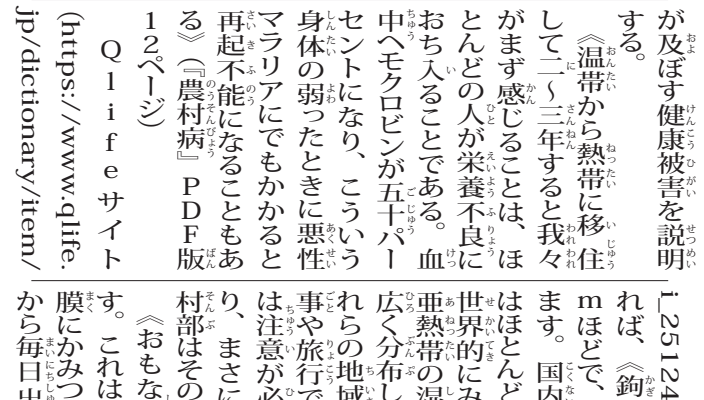 が及ぼす健康被害を説明
する。
《温帯から熱帯に移住
して二～三年すると我々
がまず感じることは、ほ
とんどの人が栄養不良に
おち入ることである。血
中ヘモクロビンが五十パー
セントになり、こういう
身体の弱ったときに悪性
マラリアにでもかかると
再起不能になることもあ
る》（『農村病』PDF版
12ページ）
Qlifeサイト
(https://www.qlife.
jp/dictionary/item/
i_25124
れば、《鉤
mほどで、
ます。国内
はほとんど
世界的にみ
亜熱帯の湿
広く分布し
れらの地域
事や旅行で
は注意が必
り、まさに
村部はその
《おもな
す。これは
膜にかみつ
から毎日出